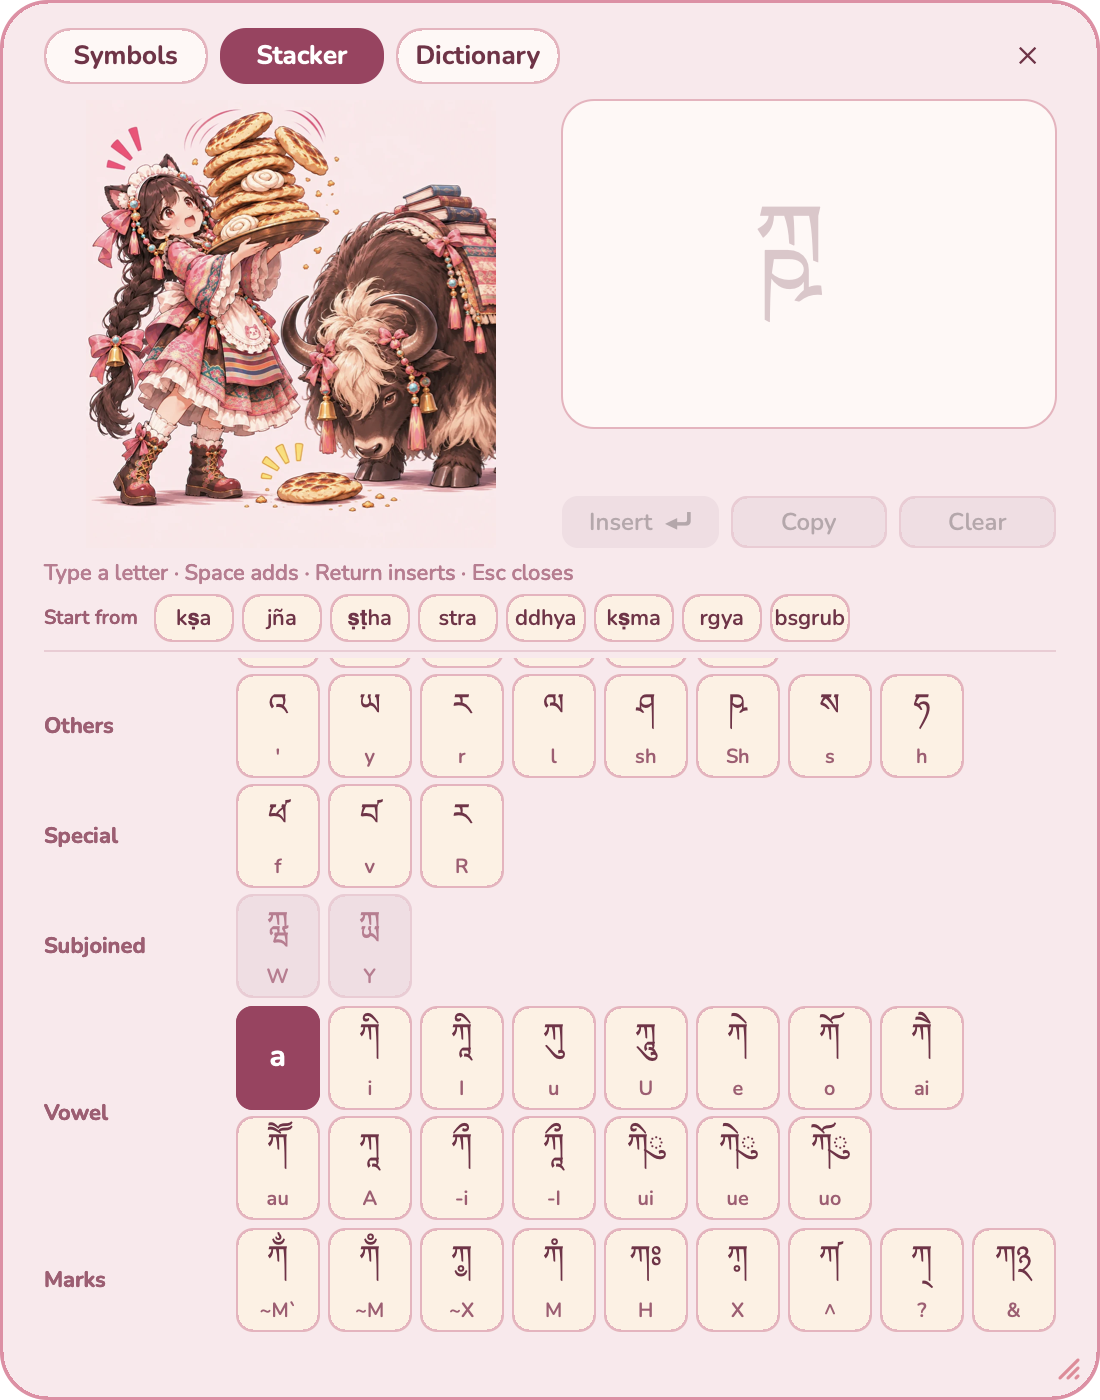 Symbols Stacker Dictionary
ཀྵ
Insert Copy Clear
Type a letter · Space adds · Return inserts · Esc closes
Start from kṣa jña ṣṭha stra ddhya kṣma rgya bsgrub
Others
འ ཡ ར ལ ཤ ཥ ས ཧ
' y r l sh Sh s h
Special
ཕ༹ བ༹ ཪ
f v R
Subjoined
ཀྺ ཀྻ
W Y
Vowel
a ཀི ཀཱི ཀུ ཀཱུ ཀེ ཀོ ཀཻ
i I u U e o ai
ཀཽ ཀཱ ཀྀ ཀཱྀ ཀིུ ཀེུ ཀོུ
au A -i -I ui ue uo
Marks
ཀྂ ཀྃ ཀ༷ ཀཾ ཀཿ ཀ༵ ཀ༹ ཀ྄ ཀ྅
~M` ~M ~X M H X ^ ? &